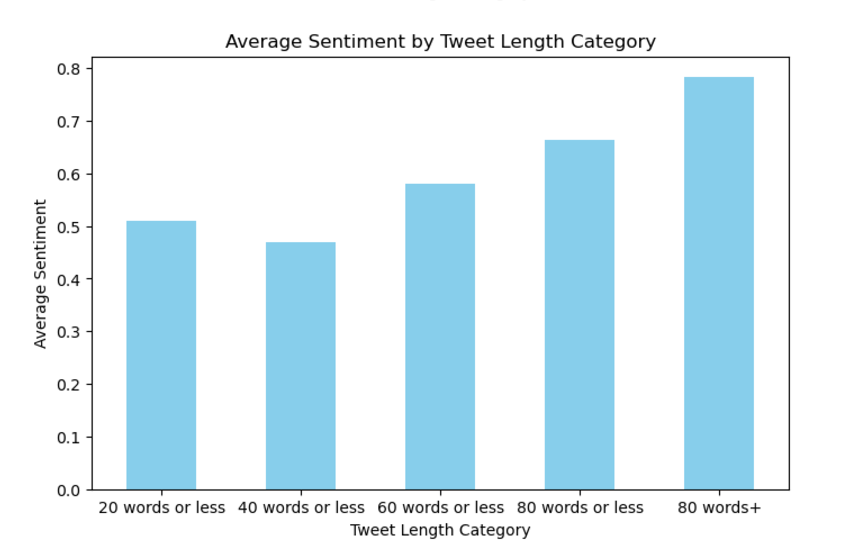 Average Sentiment by Tweet Length Category
0.8
0.7
0.6
0.5
0.4
0.3
0.2
0.1
0.0
Average Sentiment
20 words or less 40 words or less 60 words or less 80 words or less 80 words+
Tweet Length Category